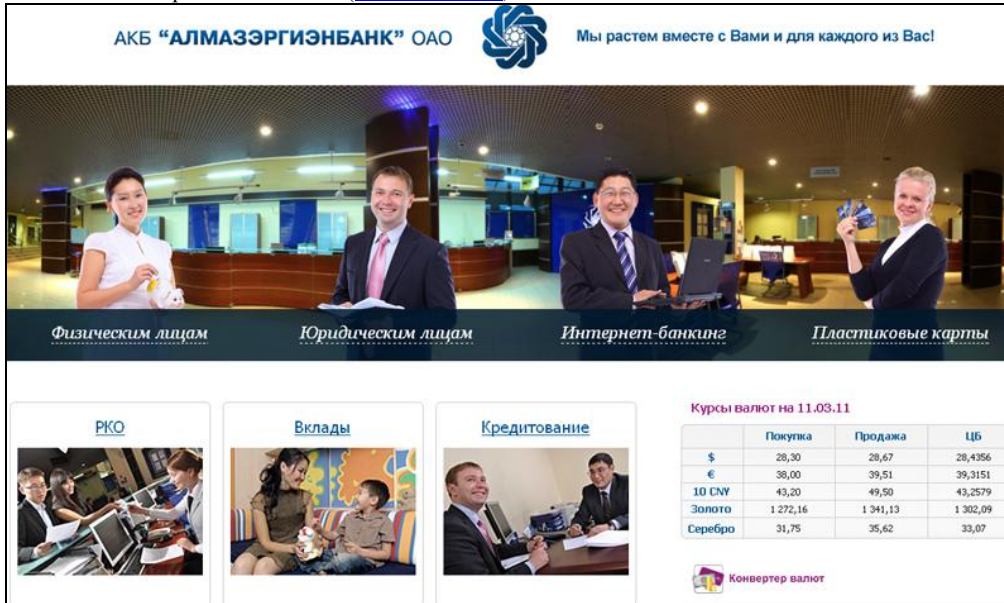 АКБ “АЛМАЗЭРГИЭНБАНК” ОАО
Мы растем вместе с Вами и для каждого из Вас!
Физическим лицам Юридическим лицам Интернет-банкинг Пластиковые карты
РКО Вклады Кредитование
Курсы валют на 11.03.11
Покупка Продажа ЦБ
$ 28,30 28,67 28,4356
€ 38,00 39,51 39,3151
10 CNY 43,20 49,50 43,2579
Золото 1 272,16 1 341,13 1 302,09
Серебро 31,75 35,62 33,07
Конвертер валют